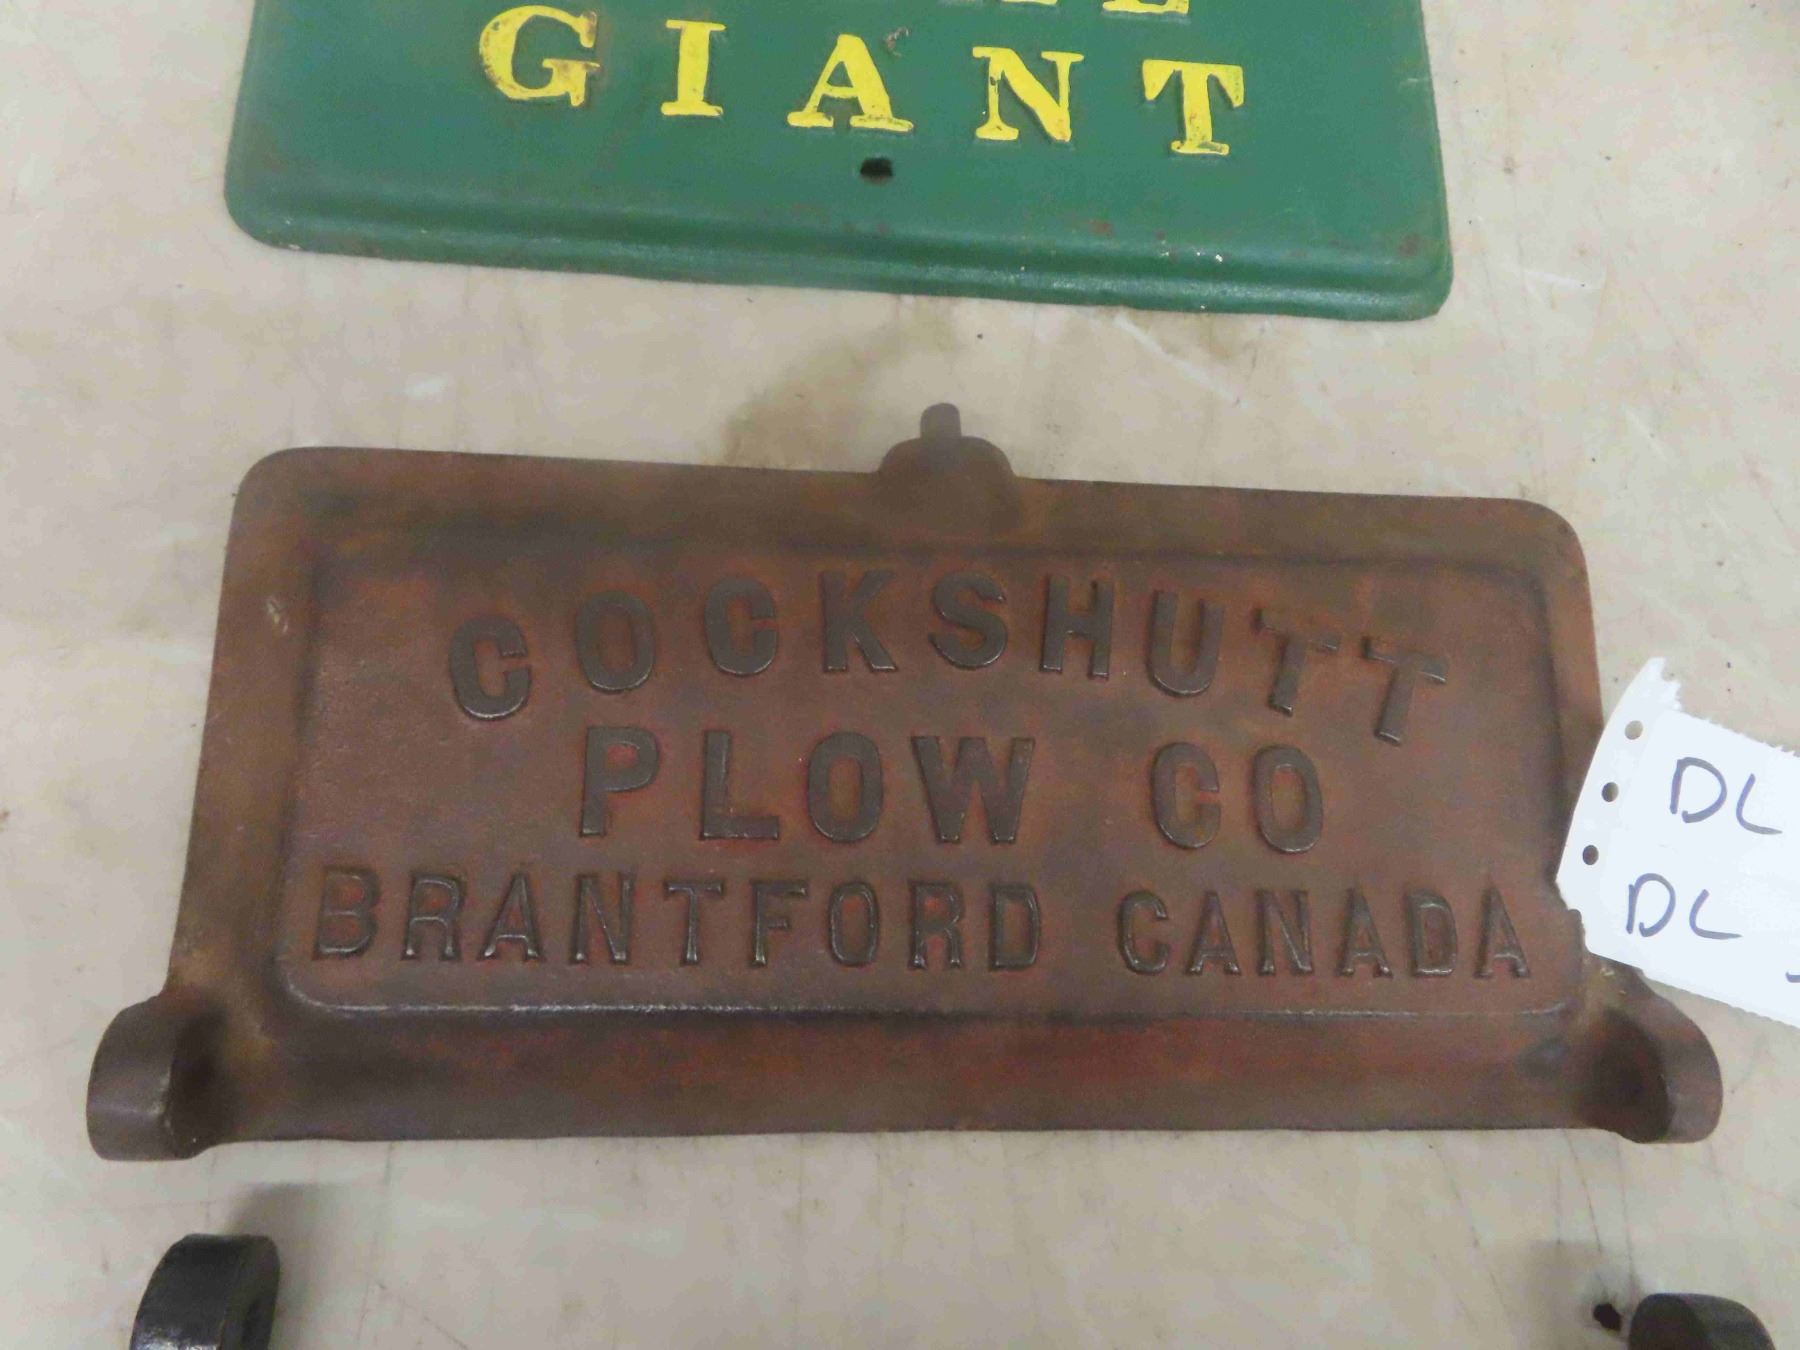 GIANT
COCKSHUTT
PLOW CO
BRANTFORD CANADA
DL
DL